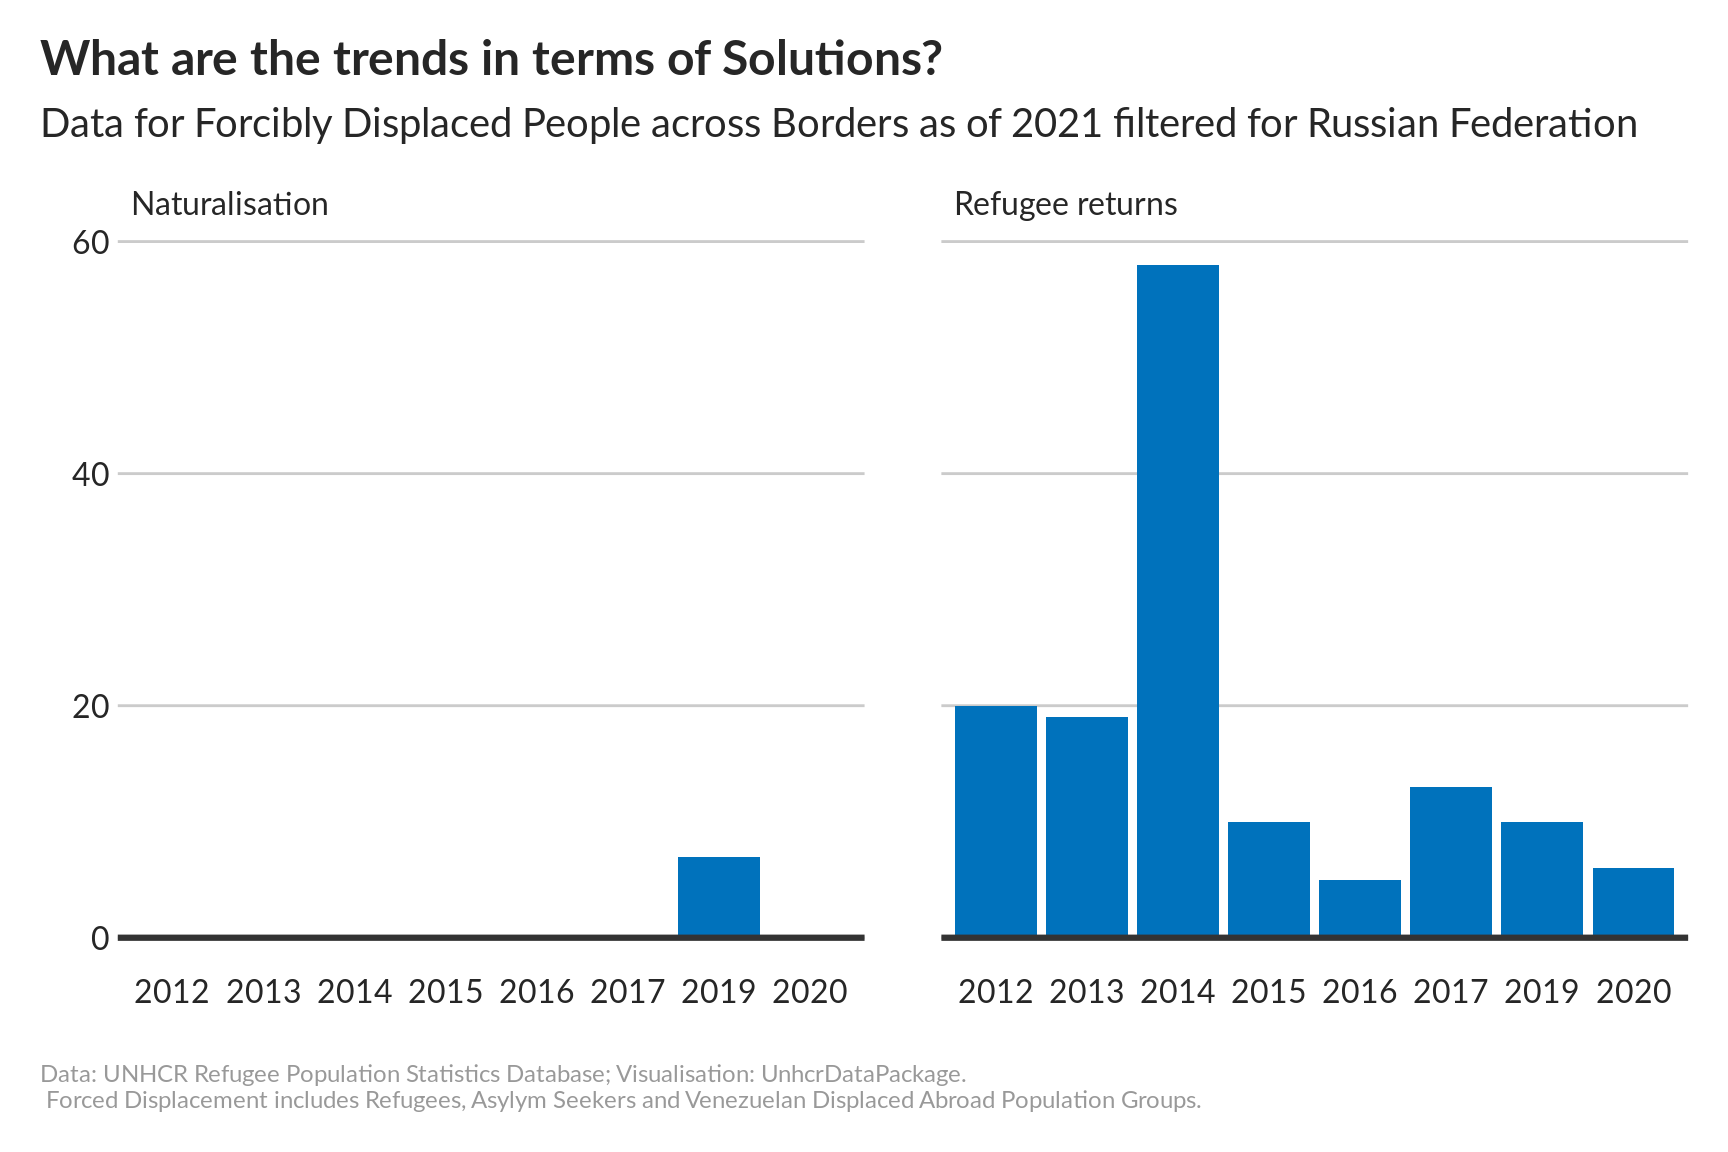 What are the trends in terms of Solutions?
Data for Forcibly Displaced People across Borders as of 2021 filtered for Russian Federation
Naturalisation
Refugee returns
60
40
20
0
2012 2013 2014 2015 2016 2017 2019 2020
2012 2013 2014 2015 2016 2017 2019 2020
Data: UNHCR Refugee Population Statistics Database; Visualisation: UnhcrDataPackage.
Forced Displacement includes Refugees, Asylym Seekers and Venezuelan Displaced Abroad Population Groups.